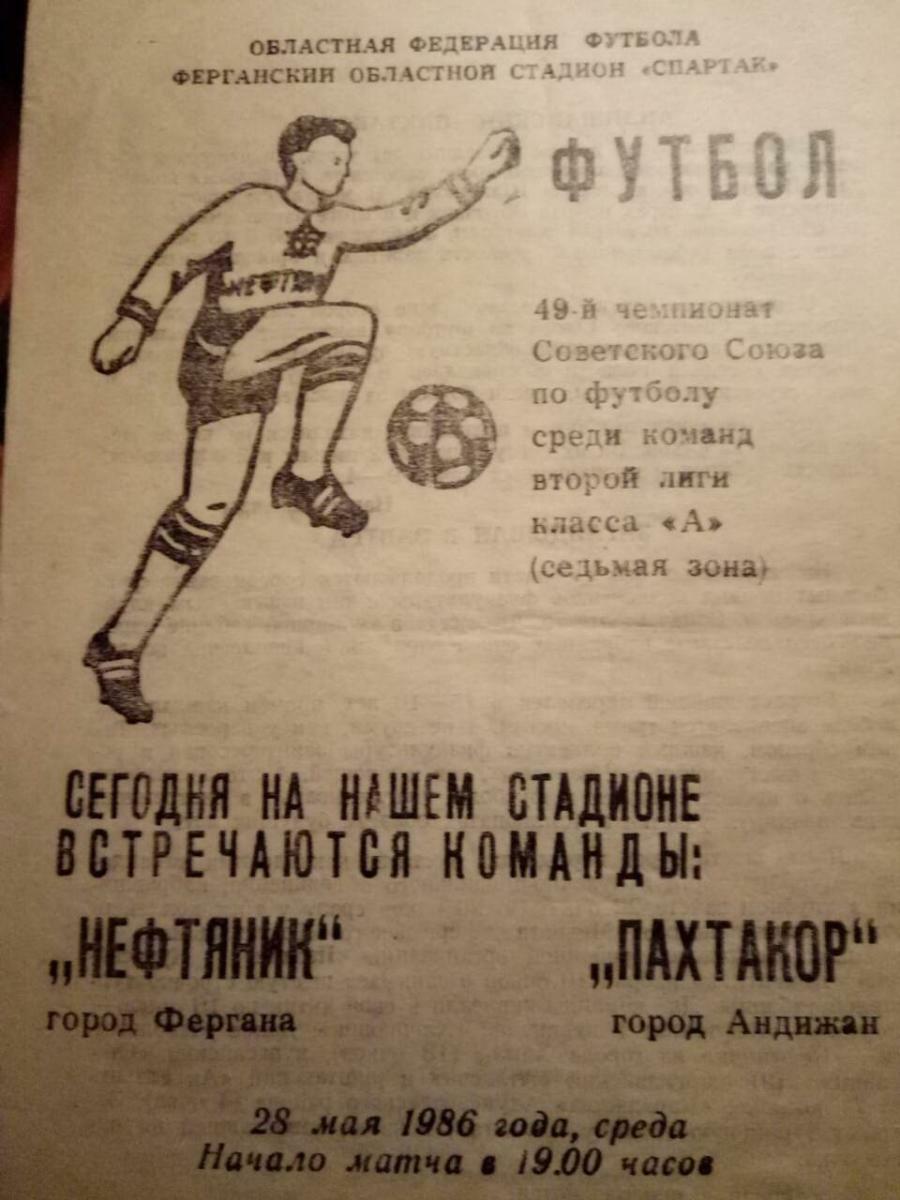 ОБЛАСТНАЯ ФЕДЕРАЦИЯ ФУТБОЛА
ФЕРГАНСКИЙ ОБЛАСТНОЙ СТАДИОН «СПАРТАК»
ФУТБОЛ
49-й чемпионат
Советского Союза
по футболу
среди команд
второй лиги
класса «А»
(седьмая зона)
СЕГОДНЯ НА НАШЕМ СТАДИОНЕ
ВСТРЕЧАЮТСЯ КОМАНДЫ:
„НЕФТЯНИК“ „ПАХТАКОР“
город Фергана город Андижан
28 мая 1986 года, среда
Начало матча в 19.00 часов